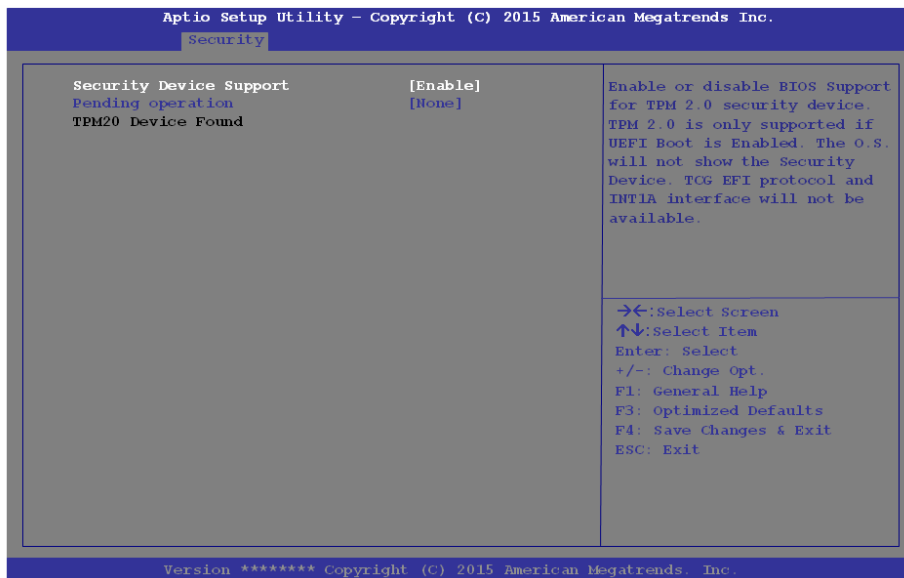 Aptio Setup Utility – Copyright (C) 2015 American Megatrends Inc.
Security
Security Device Support [Enable]
Pending operation [None]
TPM20 Device Found
Enable or disable BIOS Support
for TPM 2.0 security device.
TPM 2.0 is only supported if
UEFI Boot is Enabled. The O.S.
will not show the Security
Device. TCG EFI protocol and
INT1A interface will not be
available.
→←:Select Screen
↑↓:Select Item
Enter: Select
+/-: Change Opt.
F1: General Help
F3: Optimized Defaults
F4: Save Changes & Exit
ESC: Exit
Version ******** Copyright (C) 2015 American Megatrends. Inc.